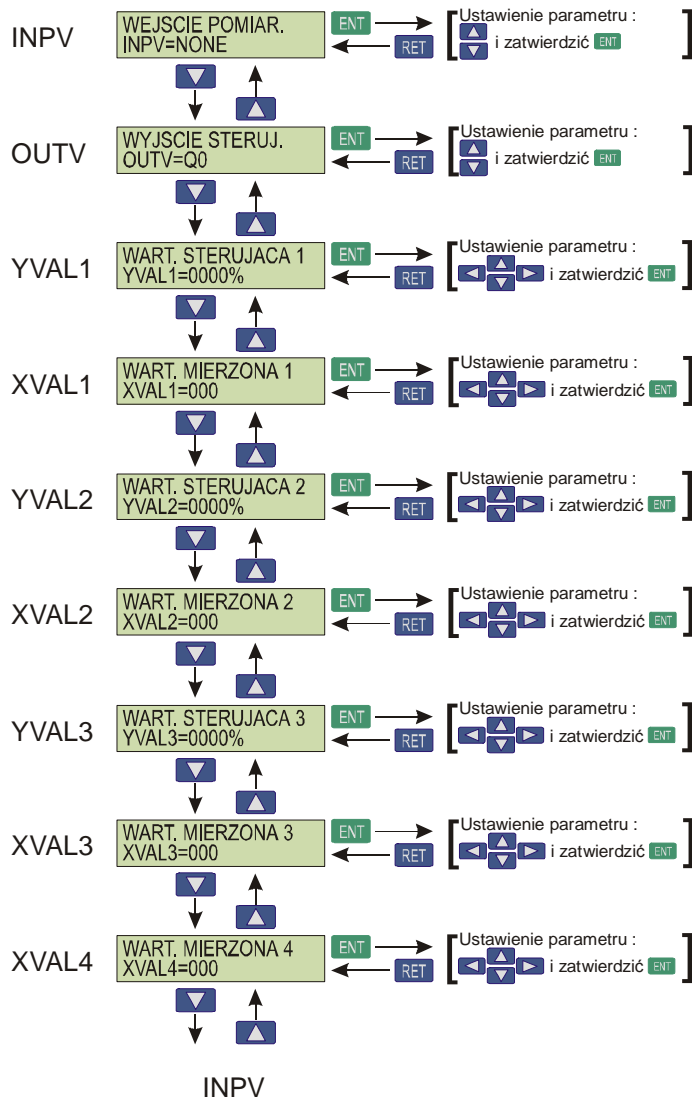 INPV
WEJSCIE POMIAR.
INPV=NONE
ENT
RET
Ustawienie parametru :
i zatwierdzić ENT
OUTV
WYJSCIE STERUJ.
OUTV=Q0
ENT
RET
Ustawienie parametru :
i zatwierdzić ENT
YVAL1
WART. STERUJACA 1
YVAL1=0000%
ENT
RET
Ustawienie parametru :
i zatwierdzić ENT
XVAL1
WART. MIERZONA 1
XVAL1=000
ENT
RET
Ustawienie parametru :
i zatwierdzić ENT
YVAL2
WART. STERUJACA 2
YVAL2=0000%
ENT
RET
Ustawienie parametru :
i zatwierdzić ENT
XVAL2
WART. MIERZONA 2
XVAL2=000
ENT
RET
Ustawienie parametru :
i zatwierdzić ENT
YVAL3
WART. STERUJACA 3
YVAL3=0000%
ENT
RET
Ustawienie parametru :
i zatwierdzić ENT
XVAL3
WART. MIERZONA 3
XVAL3=000
ENT
RET
Ustawienie parametru :
i zatwierdzić ENT
XVAL4
WART. MIERZONA 4
XVAL4=000
ENT
RET
Ustawienie parametru :
i zatwierdzić ENT
INPV